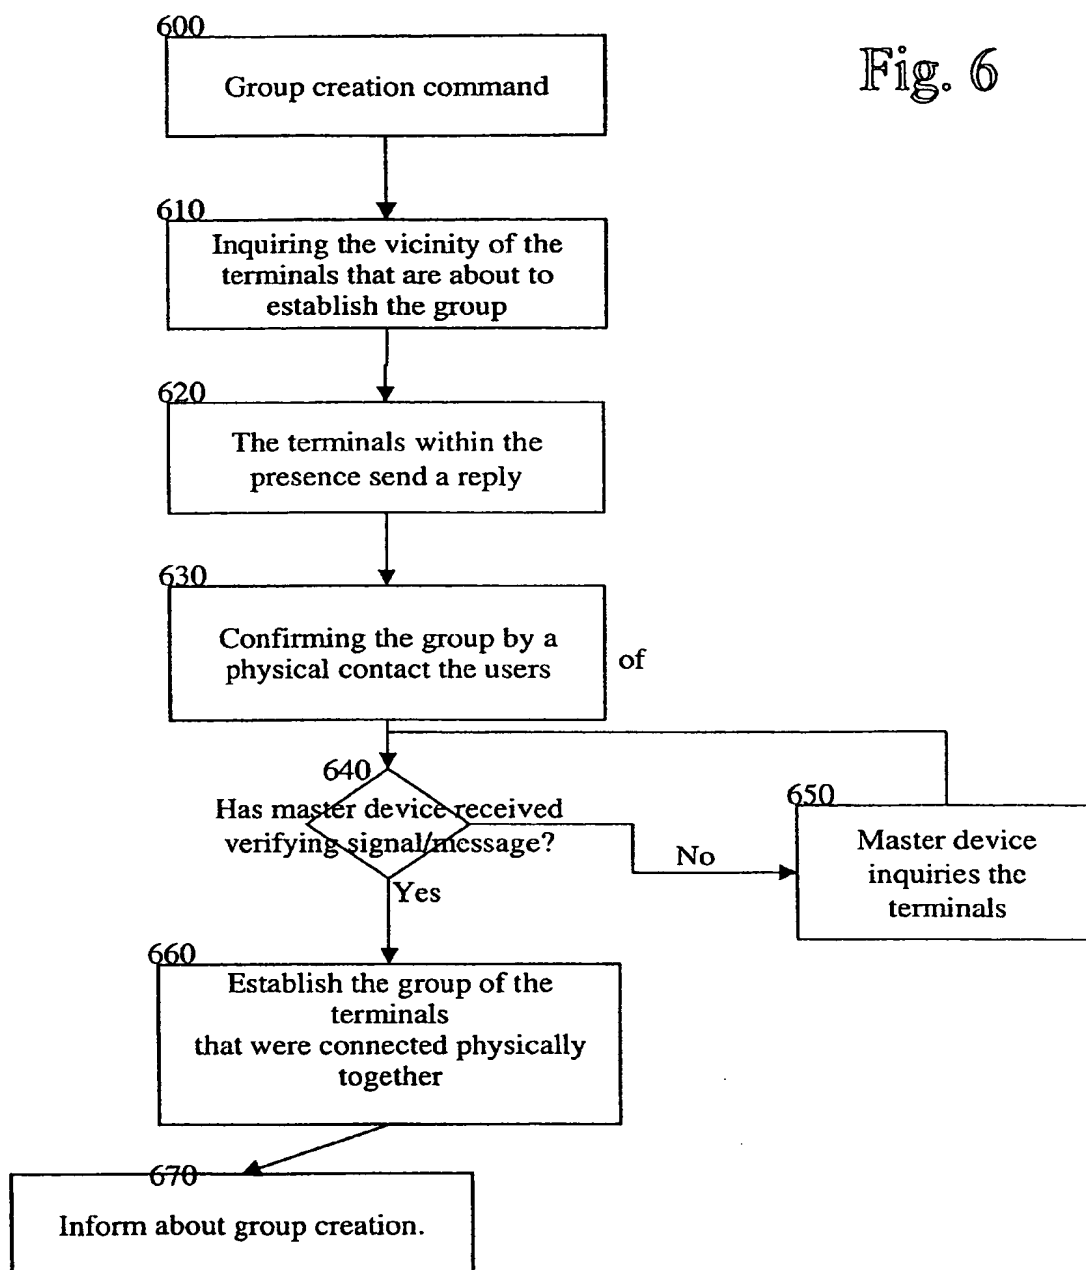 600
Fig. 6
Group creation command
610
Inquiring the vicinity of the
terminals that are about to
establish the group
620
The terminals within the
presence send a reply
630
Confirming the group by a
physical contact the users
of
640
Has master device received
verifying signal/message?
650
Master device
inquiries the
terminals
No
Yes
660
Establish the group of the
terminals
that were connected physically
together
670
Inform about group creation.